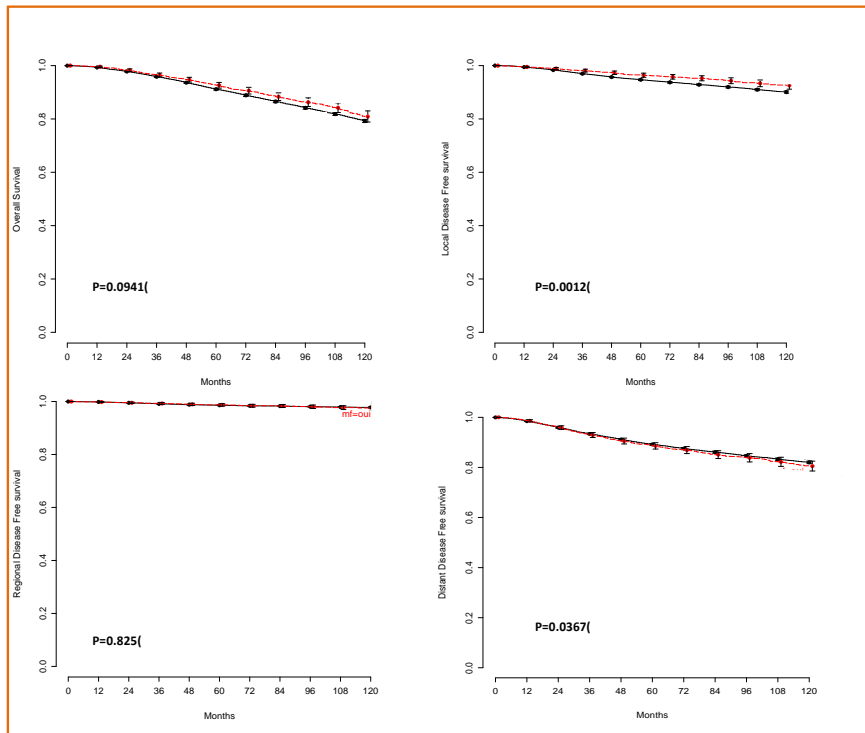 Overall Survival
0.0 0.2 0.4 0.6 0.8 1.0
P=0.0941(
0 12 24 36 48 60 72 84 96 108 120
Months
Local Disease Free survival
0.0 0.2 0.4 0.6 0.8 1.0
P=0.0012(
0 12 24 36 48 60 72 84 96 108 120
Months
Regional Disease Free survival
0.0 0.2 0.4 0.6 0.8 1.0
mf=oui
P=0.825(
0 12 24 36 48 60 72 84 96 108 120
Months
Distant Disease Free survival
0.0 0.2 0.4 0.6 0.8 1.0
P=0.0367(
0 12 24 36 48 60 72 84 96 108 120
Months